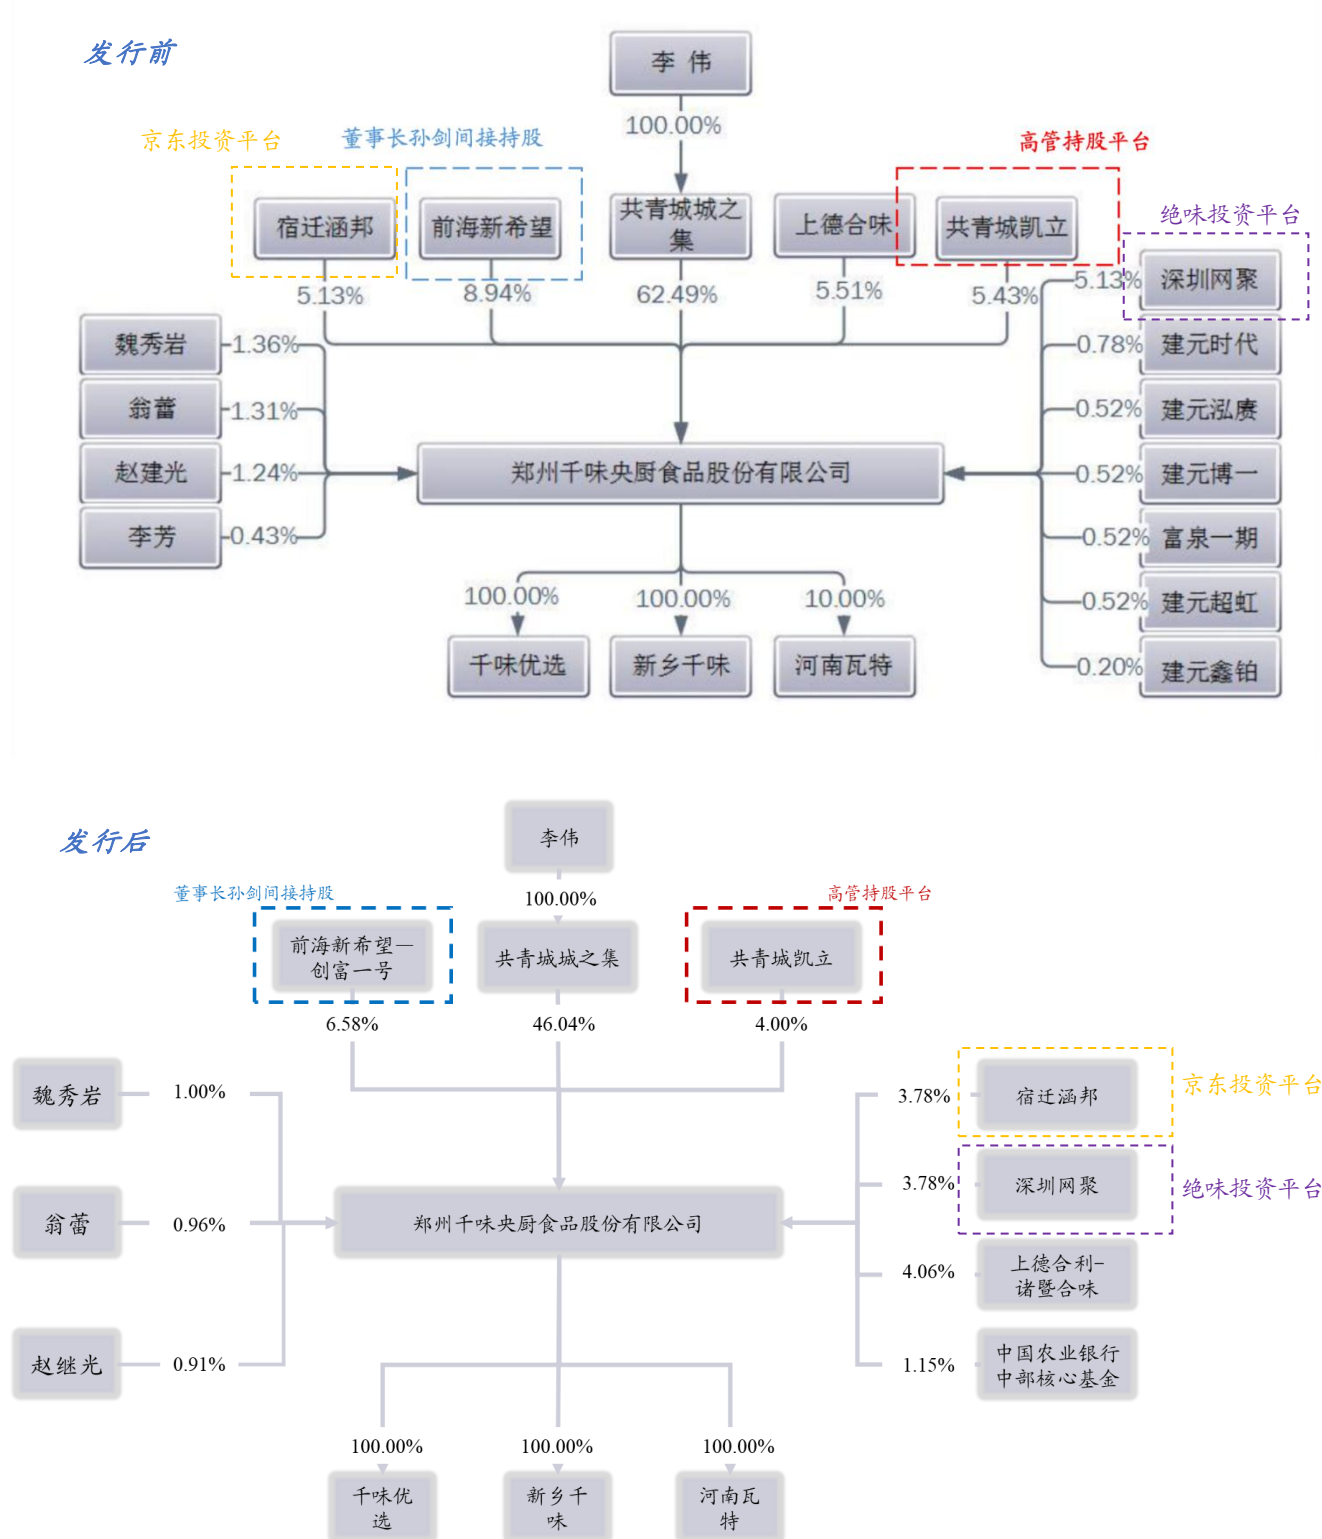 发行前
李 伟
100.00%
京东投资平台
董事长孙剑间接持股
高管持股平台
绝味投资平台
宿迁涵邦
前海新希望
共青城城之
集
上德合味
共青城凯立
深圳网聚
5.13%
8.94%
62.49%
5.51%
5.43%
5.13%
魏秀岩
1.36%
0.78%
建元时代
翁蕾
1.31%
0.52%
建元泓赓
赵建光
1.24%
郑州千味央厨食品股份有限公司
0.52%
建元博一
李芳
0.43%
0.52%
富泉一期
100.00%
100.00%
10.00%
0.52%
建元超虹
千味优选
新乡千味
河南瓦特
0.20%
建元鑫铂
发行后
李伟
100.00%
董事长孙剑间接持股
高管持股平台
前海新希望—
创富一号
共青城城之集
共青城凯立
6.58%
46.04%
4.00%
魏秀岩
1.00%
3.78%
宿迁涵邦
京东投资平台
3.78%
深圳网聚
绝味投资平台
翁蕾
0.96%
郑州千味央厨食品股份有限公司
4.06%
上德合利-
诸暨合味
赵继光
0.91%
1.15%
中国农业银行
中部核心基金
100.00%
100.00%
100.00%
千味优
选
新乡千
味
河南瓦
特